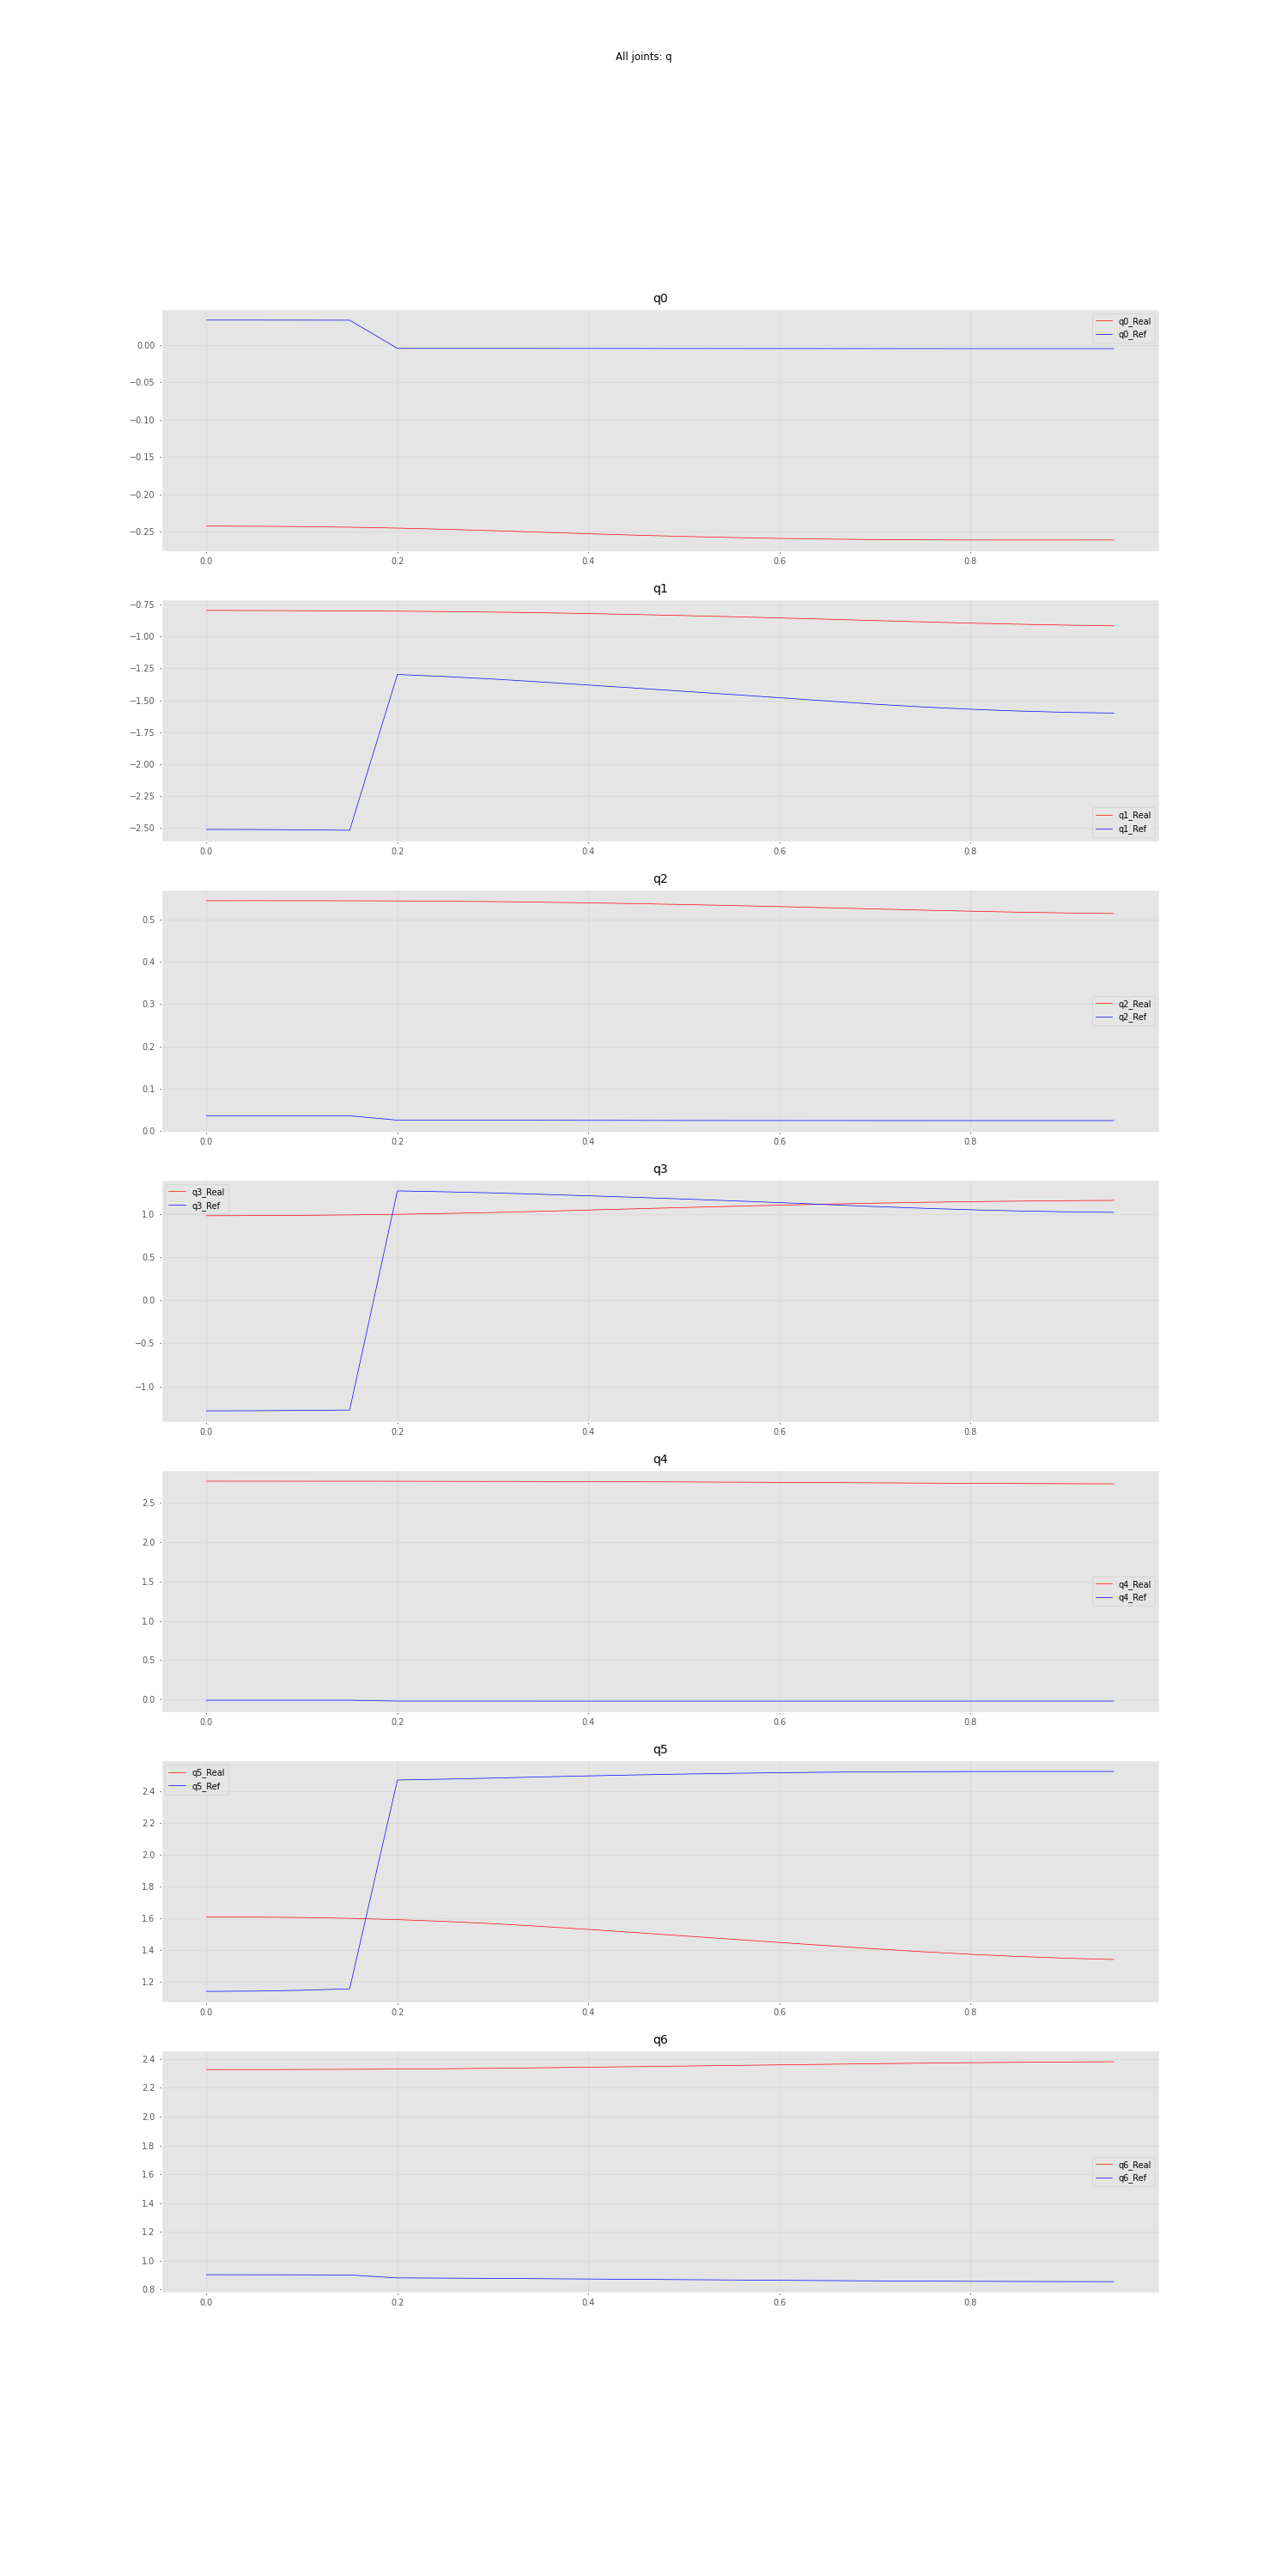 All joints: q
q0
q0_Real
q0_Ref
0.00
−0.05
−0.10
−0.15
−0.20
−0.25
0.0 0.2 0.4 0.6 0.8
q1
−0.75
−1.00
−1.25
−1.50
−1.75
−2.00
−2.25
−2.50
q1_Real
q1_Ref
0.0 0.2 0.4 0.6 0.8
q2
0.5
0.4
0.3
0.2
0.1
0.0
q2_Real
q2_Ref
0.0 0.2 0.4 0.6 0.8
q3
q3_Real
q3_Ref
1.0
0.5
0.0
−0.5
−1.0
0.0 0.2 0.4 0.6 0.8
q4
2.5
2.0
1.5
1.0
0.5
0.0
q4_Real
q4_Ref
0.0 0.2 0.4 0.6 0.8
q5
q5_Real
q5_Ref
2.4
2.2
2.0
1.8
1.6
1.4
1.2
0.0 0.2 0.4 0.6 0.8
q6
2.4
2.2
2.0
1.8
1.6
1.4
1.2
1.0
0.8
q6_Real
q6_Ref
0.0 0.2 0.4 0.6 0.8